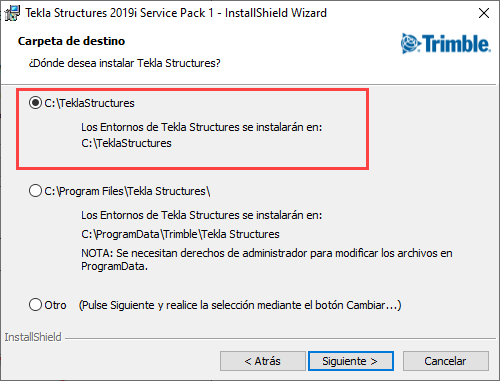 Tekla Structures 2019i Service Pack 1 - InstallShield Wizard
Carpeta de destino
¿Dónde desea instalar Tekla Structures?
Trimble
C:\TeklaStructures
Los Entornos de Tekla Structures se instalarán en:
C:\TeklaStructures
C:\Program Files\Tekla Structures\
Los Entornos de Tekla Structures se instalarán en:
C:\ProgramData\Trimble\Tekla Structures
NOTA: Se necesitan derechos de administrador para modificar los archivos en
ProgramData.
Otro (Pulse Siguiente y realice la selección mediante el botón Cambiar...)
InstallShield
< Atrás
Siguiente >
Cancelar